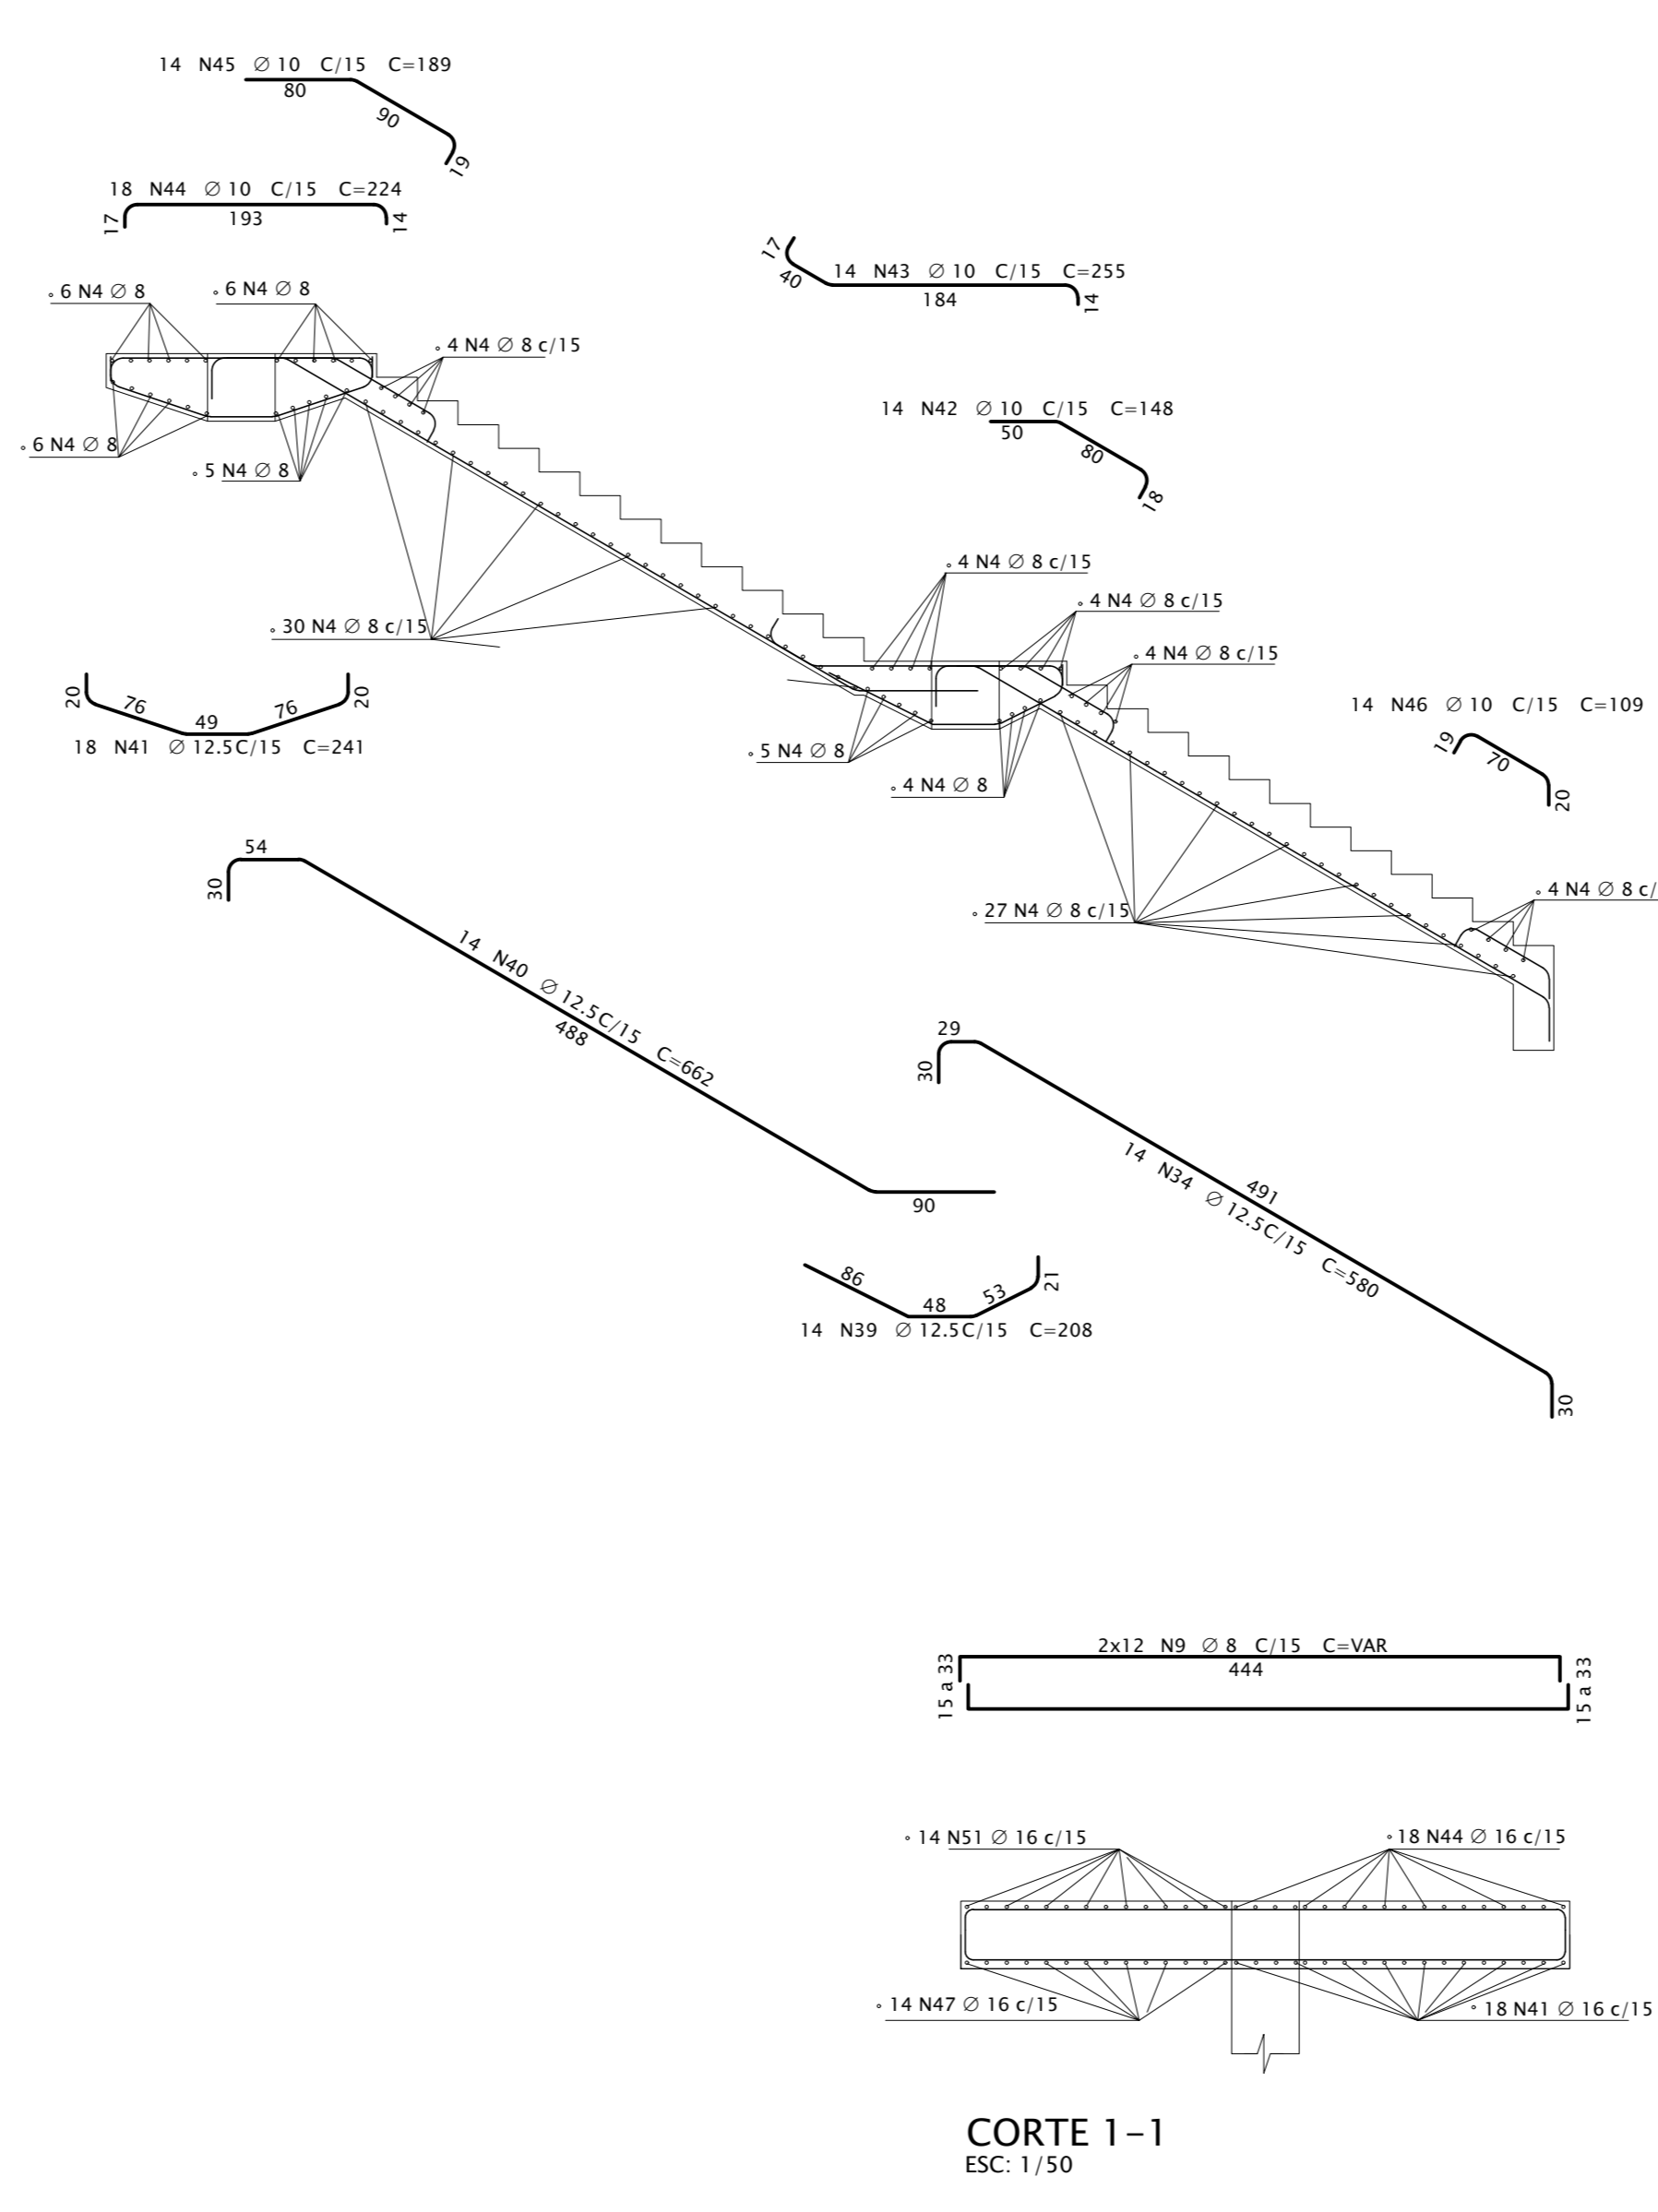 14 N45 ∅ 10 C/15 C=189
80
90
19
18 N44 ∅ 10 C/15 C=224
17
193
14
17
40
14 N43 ∅ 10 C/15 C=255
184
14
6 N4 ∅ 8
6 N4 ∅ 8
4 N4 ∅ 8 c/15
14 N42 ∅ 10 C/15 C=148
50
80
18
6 N4 ∅ 8
5 N4 ∅ 8
4 N4 ∅ 8 c/15
4 N4 ∅ 8 c/15
30 N4 ∅ 8 c/15
4 N4 ∅ 8 c/15
20
76
49
76
20
18 N41 ∅ 12.5C/15 C=241
14 N46 ∅ 10 C/15 C=109
19
70
20
5 N4 ∅ 8
4 N4 ∅ 8
54
30
27 N4 ∅ 8 c/15
4 N4 ∅ 8 c/
14 N40 ∅ 12.5C/15 C=662
488
90
29
30
491
14 N34 ∅ 12.5C/15 C=580
30
86
48
53
21
14 N39 ∅ 12.5C/15 C=208
2x12 N9 ∅ 8 C/15 C=VAR
444
15 a 33
15 a 33
14 N51 ∅ 16 c/15
18 N44 ∅ 16 c/15
14 N47 ∅ 16 c/15
18 N41 ∅ 16 c/15
CORTE 1-1
ESC: 1/50